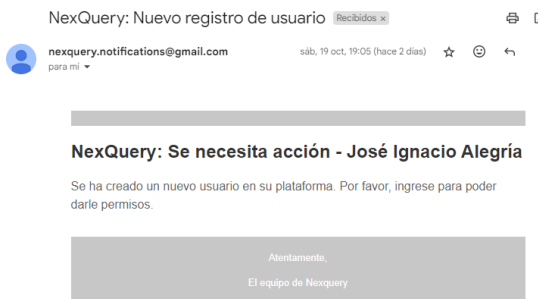 NexQuery: Nuevo registro de usuario Recibidos ×
nexquery.notifications@gmail.com sáb, 19 oct, 19:05 (hace 2 días)
para mí
NexQuery: Se necesita acción - José Ignacio Alegría
Se ha creado un nuevo usuario en su plataforma. Por favor, ingrese para poder
darle permisos.
Atentamente,
El equipo de Nexquery